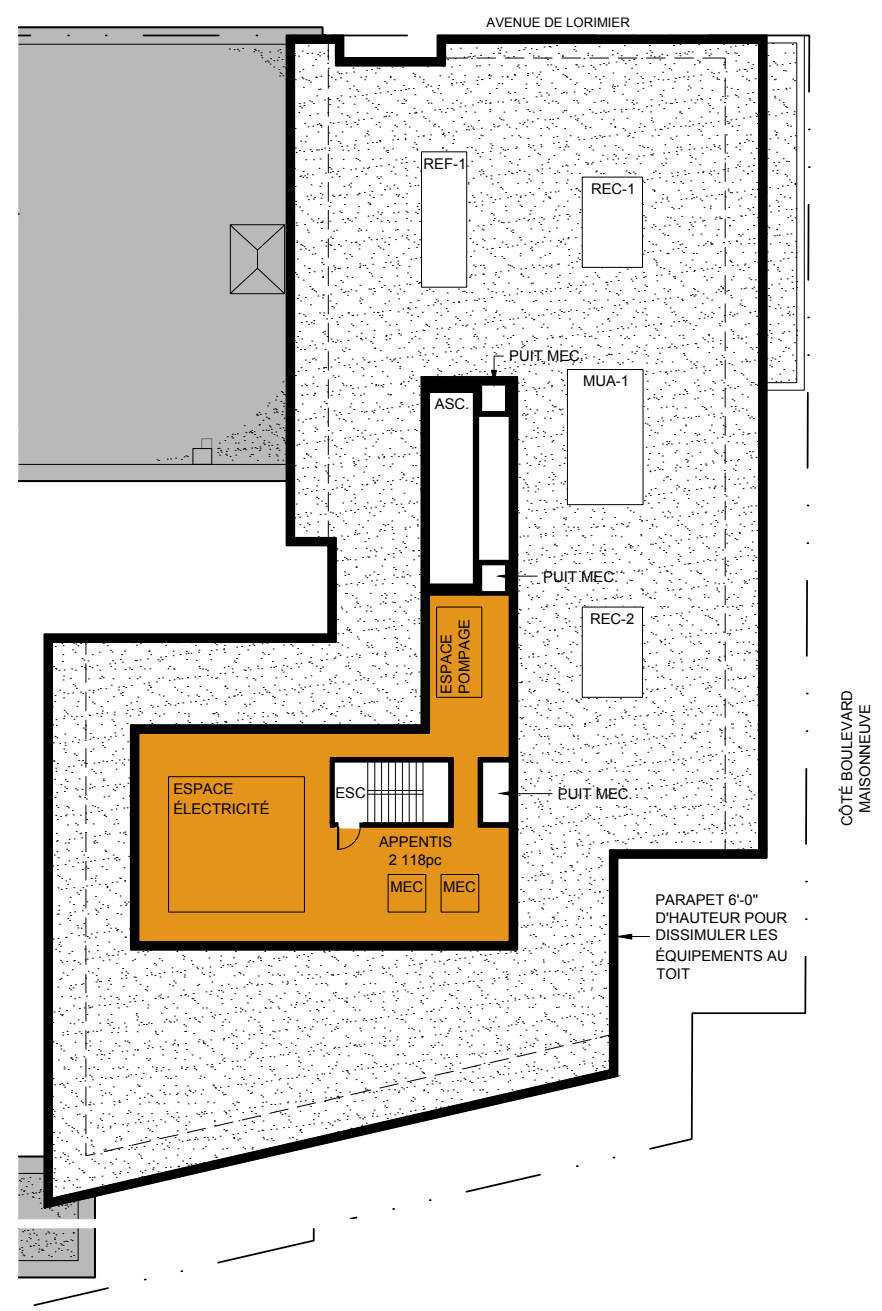 AVENUE DE LORIMIER
REF-1
REC-1
PUIT MEC.
MUA-1
ASC.
PUIT MEC.
REC-2
ESPACE
POMPAGE
CÔTÉ BOULEVARD
MAISONNEUVE
ESPACE
ÉLECTRICITÉ
ESC
PUIT MEC.
APPENTIS
2 118pc
MEC
MEC
PARAPET 6'-0"
D'HAUTEUR POUR
DISSIMULER LES
ÉQUIPEMENTS AU
TOIT